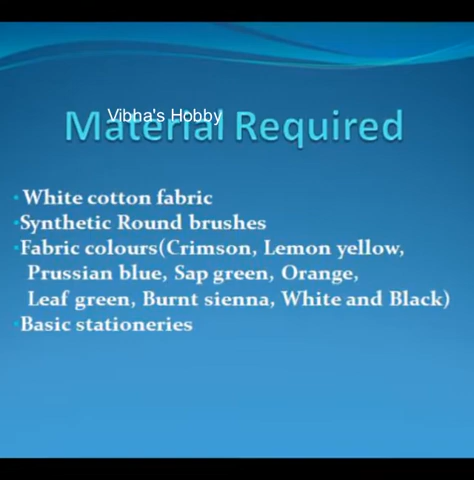 Vibha's Hobby
Material Required
• White cotton fabric
•Synthetic Round brushes
•Fabric colours(Crimson, Lemon yellow,
Prussian blue, Sap green, Orange,
Leaf green, Burnt sienna, White and Black)
•Basic stationeries